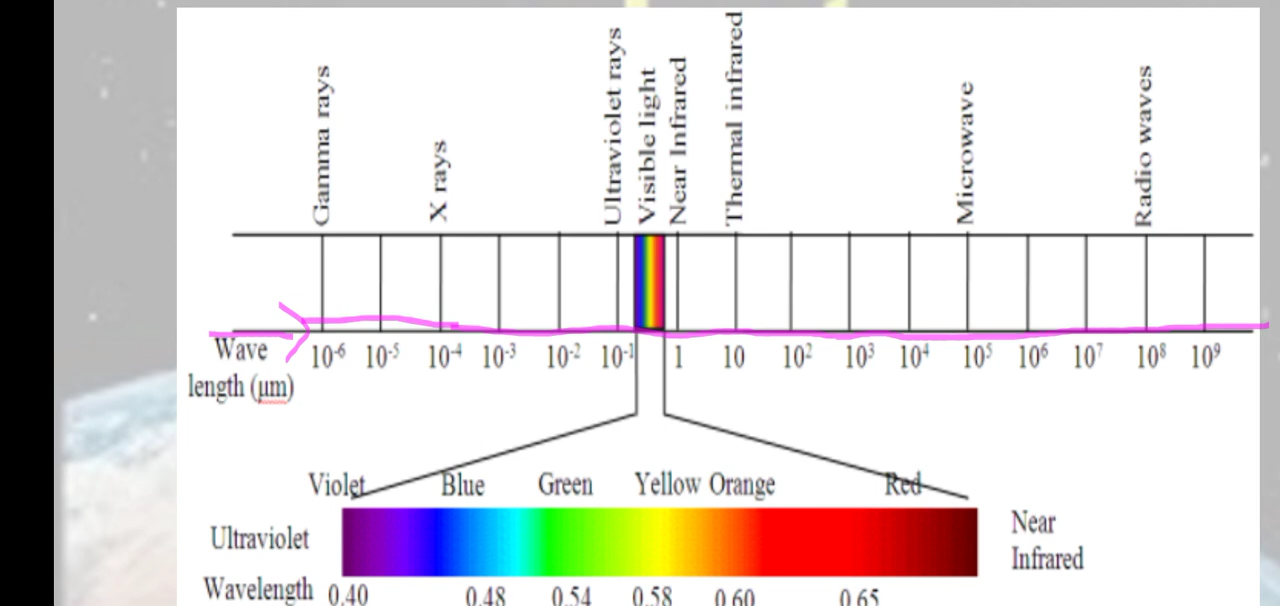 Gamma rays
X rays
Ultraviolet rays
Visible light
Near Infrared
Thermal infrared
Microwave
Radio waves
Wave length (μm)
10⁻⁶ 10⁻⁵ 10⁻⁴ 10⁻³ 10⁻² 10⁻¹ 1 10 10² 10³ 10⁴ 10⁵ 10⁶ 10⁷ 10⁸ 10⁹
Violet Blue Green Yellow Orange Red
Ultraviolet
Near
Infrared
Wavelength 0.40 0.48 0.54 0.58 0.60 0.65